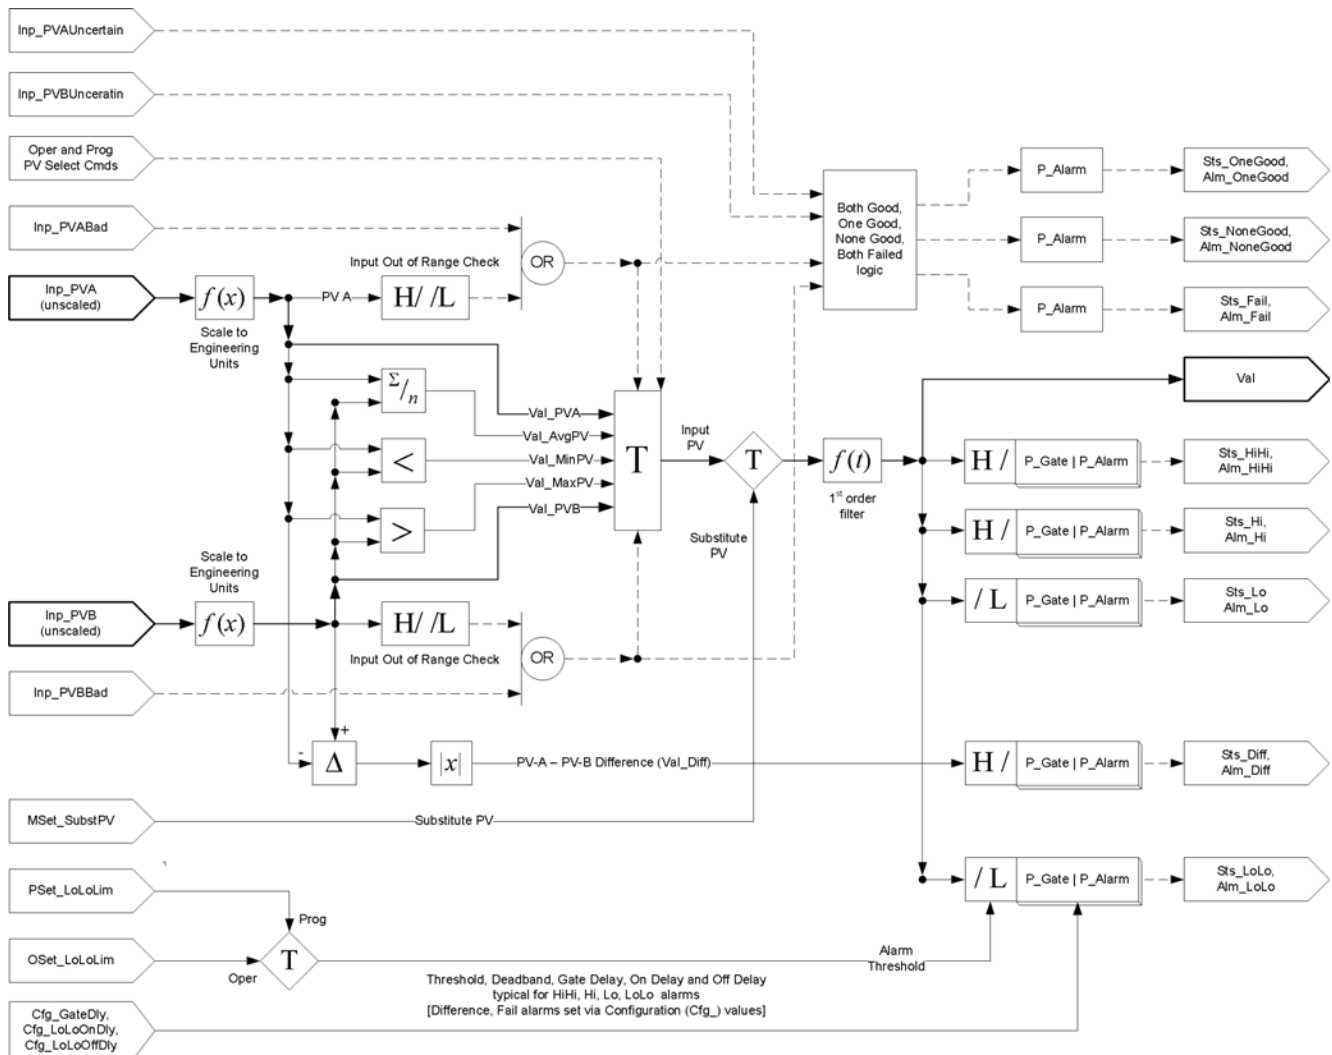 Inp_PVAUncertain
Inp_PVBUnceratin
Oper and Prog
PV Select Cmds
Inp_PVABad
Inp_PVA
(unscaled)
f(x)
Scale to
Engineering
Units
PV A
Input Out of Range Check
H/ /L
OR
Both Good,
One Good,
None Good,
Both Failed
logic
P_Alarm
Sts_OneGood,
Alm_OneGood
P_Alarm
Sts_NoneGood,
Alm_NoneGood
P_Alarm
Sts_Fail,
Alm_Fail
Val
Σ/n
<
>
Val_PVA
Val_AvgPV
Val_MinPV
Val_MaxPV
Val_PVB
T
Input
PV
T
Substitute
PV
f(t)
1st order
filter
H /
P_Gate | P_Alarm
Sts_HiHi,
Alm_HiHi
H /
P_Gate | P_Alarm
Sts_Hi,
Alm_Hi
/ L
P_Gate | P_Alarm
Sts_Lo
Alm_Lo
Scale to
Engineering
Units
Inp_PVB
(unscaled)
f(x)
H/ /L
Input Out of Range Check
OR
Inp_PVBBad
+
-
Δ
|x|
PV-A – PV-B Difference (Val_Diff)
H /
P_Gate | P_Alarm
Sts_Diff,
Alm_Diff
MSet_SubstPV
Substitute PV
PSet_LoLoLim
Prog
OSet_LoLoLim
Oper
T
/ L
P_Gate | P_Alarm
Sts_LoLo,
Alm_LoLo
Alarm
Threshold
Threshold, Deadband, Gate Delay, On Delay and Off Delay
typical for HiHi, Hi, Lo, LoLo alarms
[Difference, Fail alarms set via Configuration (Cfg_) values]
Cfg_GateDly,
Cfg_LoLoOnDly,
Cfg_LoLoOffDly